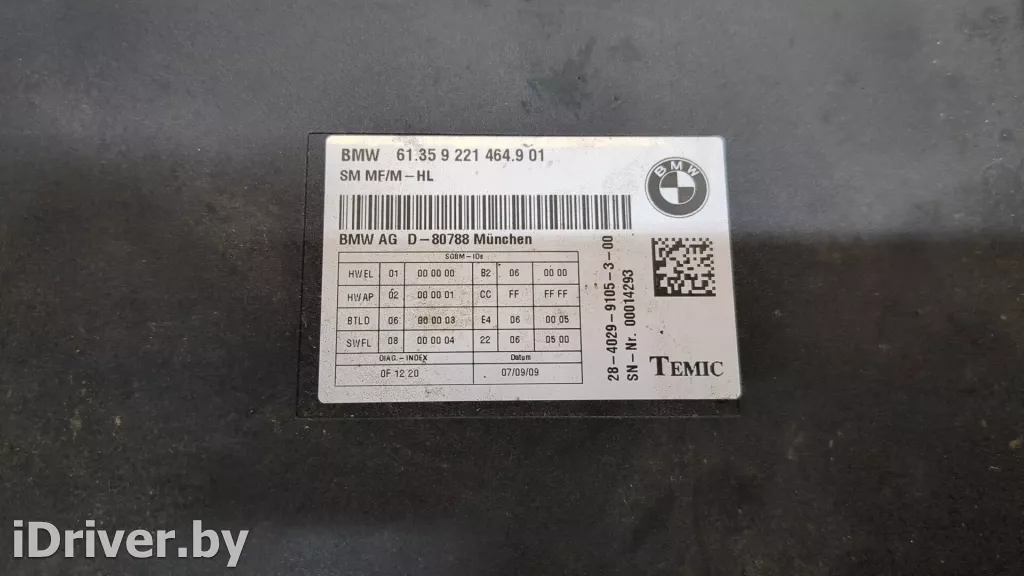 BMW 61.35 9 221 464.9 01
SM MF/M-HL
BMW
BMW AG D-80788 München
SGBM-IDs
HWEL 01 00 00 00 B2 06 00 00
HWAP 02 00 00 01 CC FF FF FF
BTLD 06 00 00 03 E4 06 00 05
SWFL 08 00 00 04 22 06 05 00
DIAG.-INDEX Datum
0F 12 20 07/09/09
28-4029-9105-3-00
SN-Nr. 00014293
TEMIC
iDriver.by